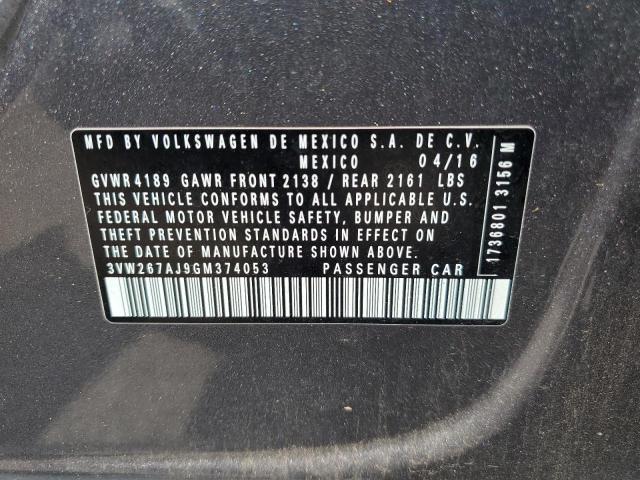 MFD BY VOLKSWAGEN DE MEXICO S.A. DE C.V.
MEXICO 04/16
GVWR 4189 GAWR FRONT 2138 / REAR 2161 LBS
THIS VEHICLE CONFORMS TO ALL APPLICABLE U.S.
FEDERAL MOTOR VEHICLE SAFETY, BUMPER AND
THEFT PREVENTION STANDARDS IN EFFECT ON
THE DATE OF MANUFACTURE SHOWN ABOVE.
3VW267AJ9GM374053 PASSENGER CAR
1736801 3156 M